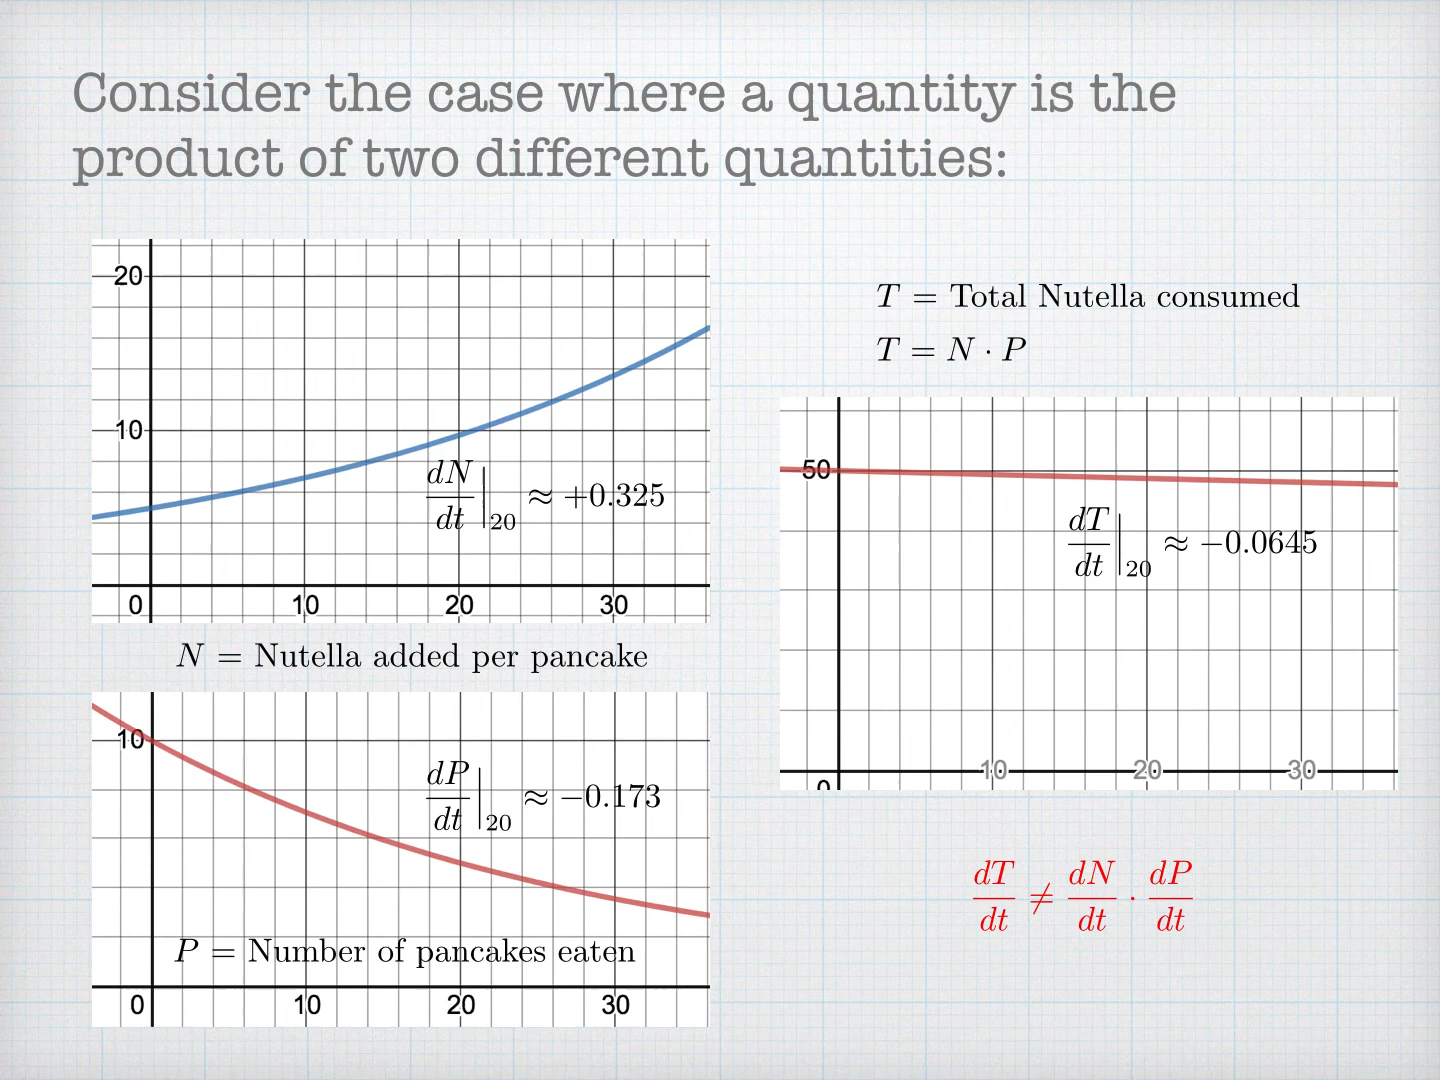 Consider the case where a quantity is the
product of two different quantities:
20
10
dN/dt|20 ≈ +0.325
0 10 20 30
N = Nutella added per pancake
10
dP/dt|20 ≈ −0.173
P = Number of pancakes eaten
0 10 20 30
T = Total Nutella consumed
T = N · P
50
dT/dt|20 ≈ −0.0645
10 20 30
0
dT/dt ≠ dN/dt · dP/dt